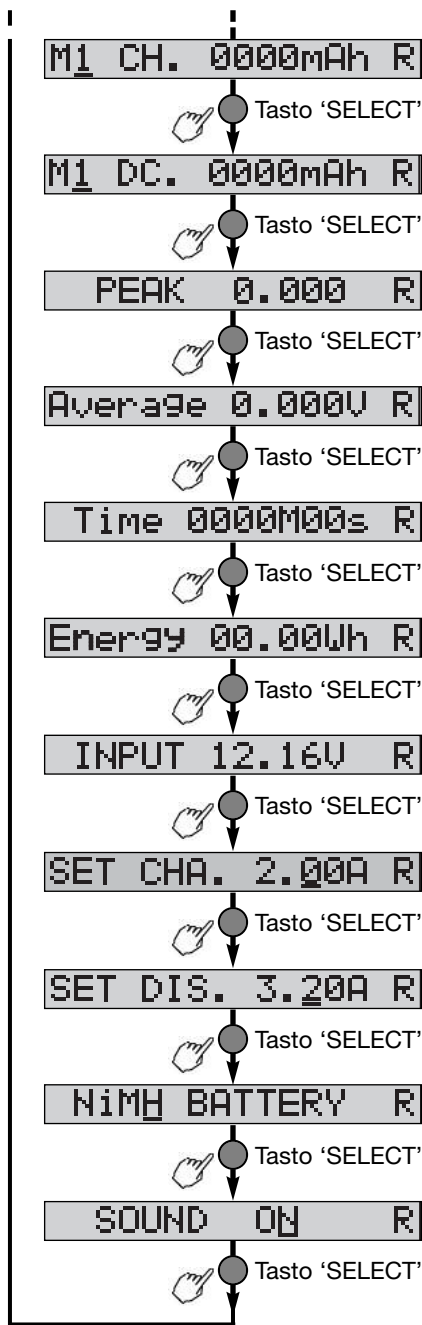 M1 CH. 0000mAh R
Tasto ‘SELECT’
M1 DC. 0000mAh R
Tasto ‘SELECT’
PEAK 0.000 R
Tasto ‘SELECT’
Average 0.000V R
Tasto ‘SELECT’
Time 0000M00s R
Tasto ‘SELECT’
Energy 00.00Wh R
Tasto ‘SELECT’
INPUT 12.16V R
Tasto ‘SELECT’
SET CHA. 2.00A R
Tasto ‘SELECT’
SET DIS. 3.20A R
Tasto ‘SELECT’
NiMH BATTERY R
Tasto ‘SELECT’
SOUND ON R
Tasto ‘SELECT’